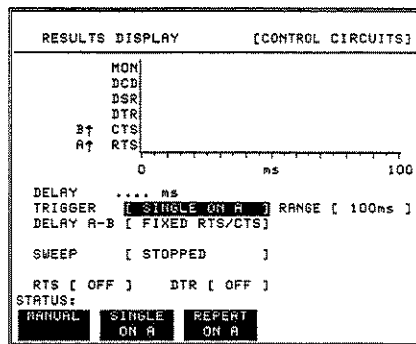 RESULTS DISPLAY [CONTROL CIRCUITS]
MON
DCD
DSR
DTR
B↑ CTS
A↑ RTS
0 ms 100
DELAY .... ms
TRIGGER [ SINGLE ON A ] RANGE [ 100ms ]
DELAY A-B [ FIXED RTS/CTS]
SWEEP [ STOPPED ]
RTS [ OFF ] DTR [ OFF ]
STATUS:
MANUAL SINGLE ON A REPEAT ON A